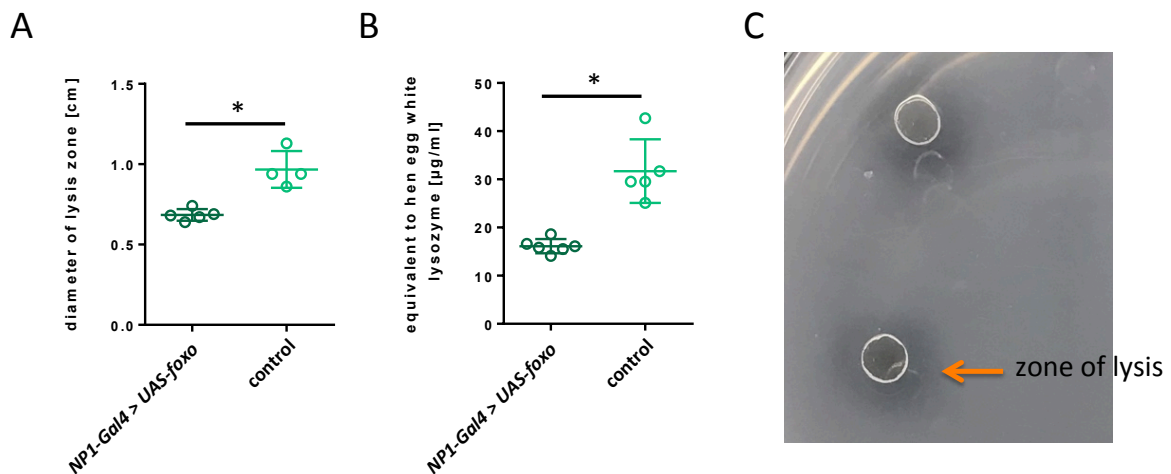 A
B
C
diameter of lysis zone [cm]
1.5
1.0
0.5
0.0
*
NP1-Gal4 > UAS-foxo
control
equivalent to hen egg white
lysozyme [µg/ml]
50
40
30
20
10
0
*
NP1-Gal4 > UAS-foxo
control
zone of lysis